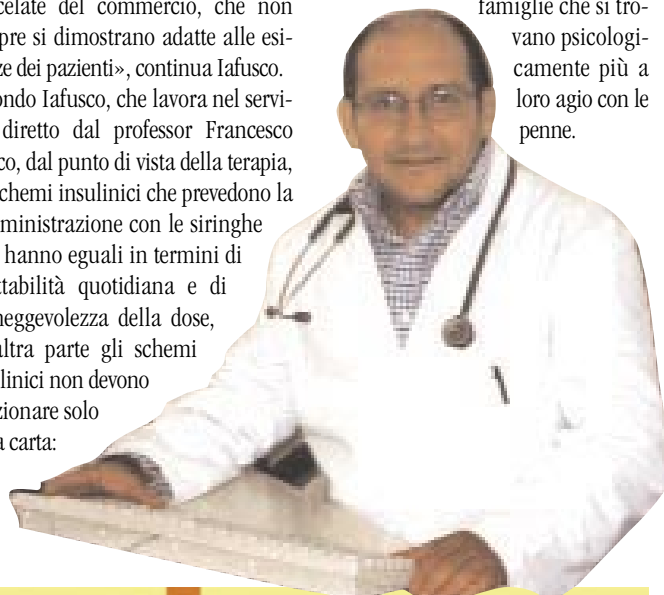 celate del commercio, che non
pre si dimostrano adatte alle esi-
ze dei pazienti», continua Iafusco.
ondo Iafusco, che lavora nel servi-
diretto dal professor Francesco
co, dal punto di vista della terapia,
chemi insulinici che prevedono la
mministrazione con le siringhe
hanno eguali in termini di
ttabilità quotidiana e di
neggevolezza della dose,
altra parte gli schemi
linici non devono
zionare solo
a carta:
famiglie che si tro-
vano psicologi-
camente più a
loro agio con le
penne.